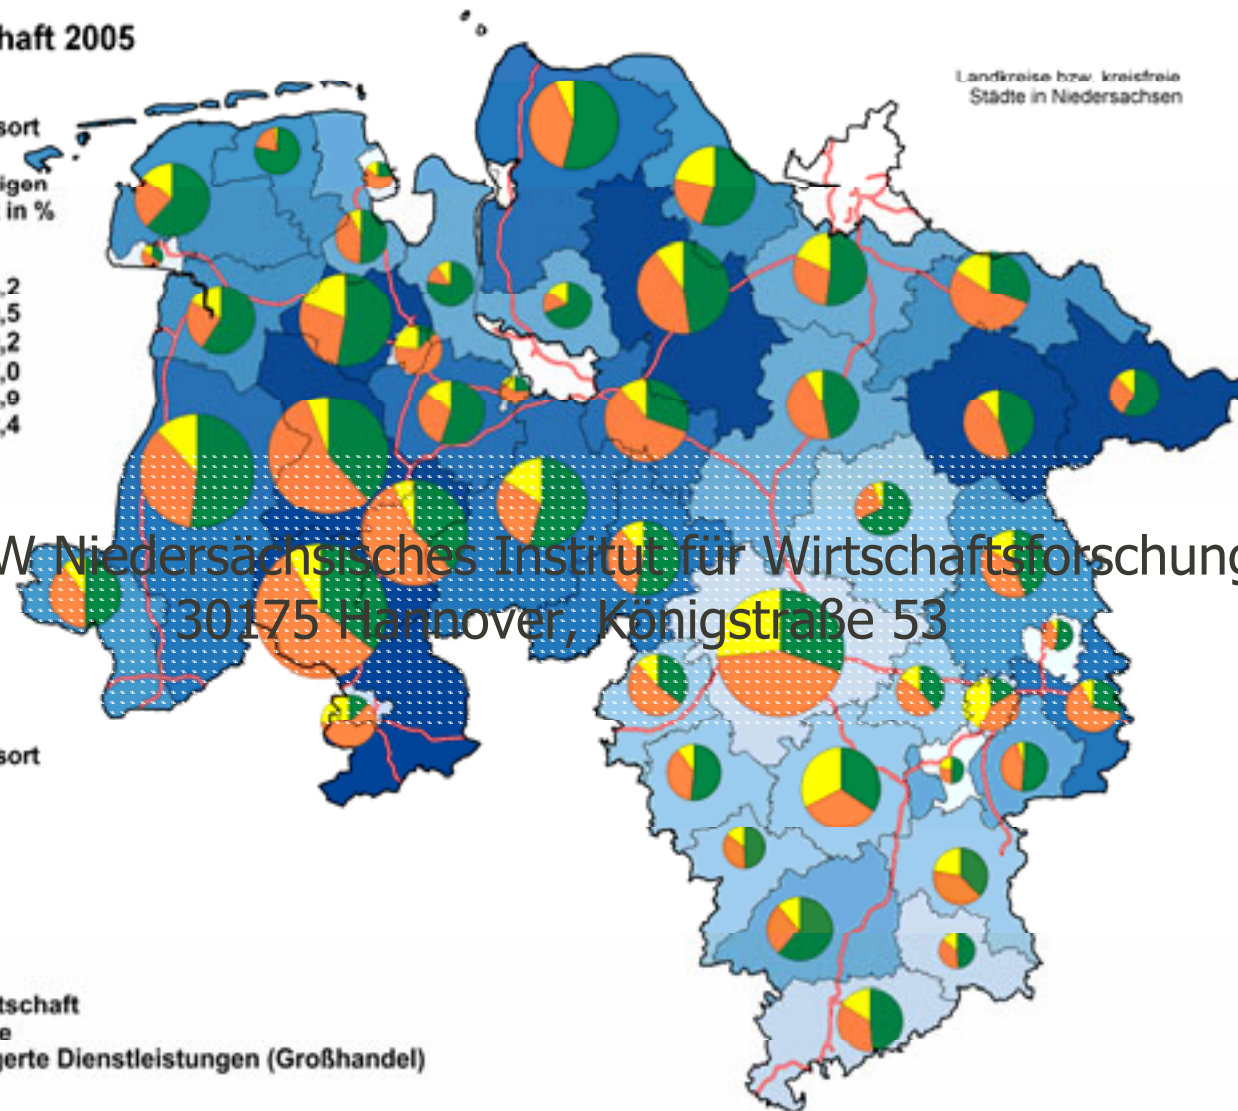 haft 2005
Landkreise bzw. kreisfreie
Städte in Niedersachsen
sort
igen
in %
,2
,5
,2
,0
,9
,4
W Niedersächsisches Institut für Wirtschaftsforschung
30175 Hannover, Königstraße 53
sort
tschaft
e
gerte Dienstleistungen (Großhandel)